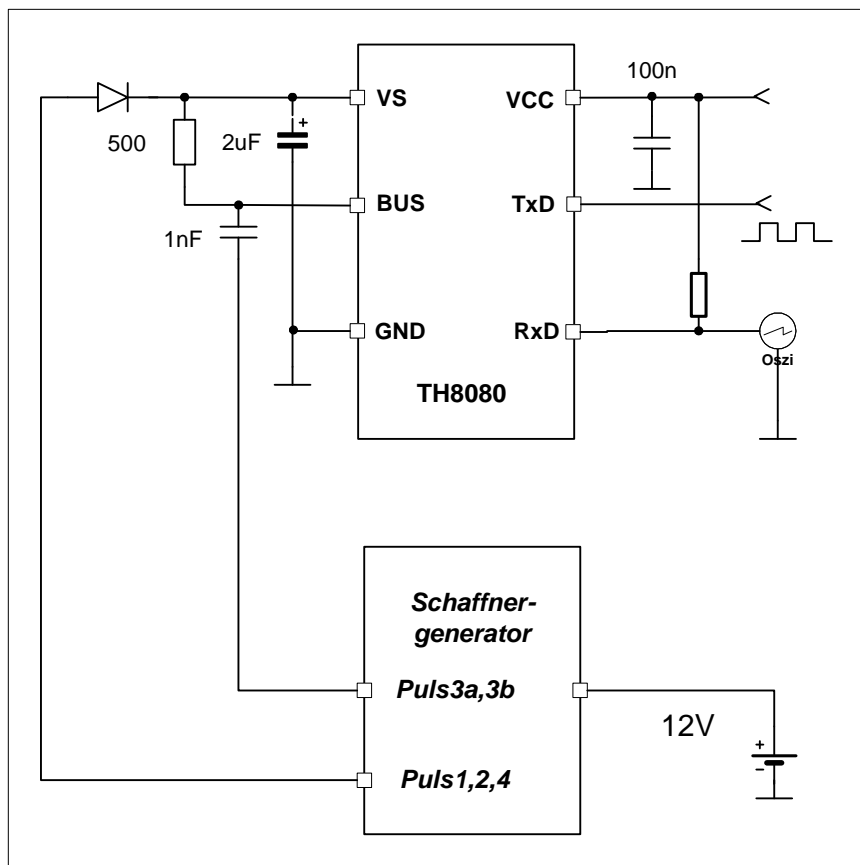 100n
VS
VCC
500
2uF
+
BUS
TxD
1nF
GND
RxD
Oszi
TH8080
Schaffner-
generator
Puls3a,3b
12V
+
−
Puls1,2,4